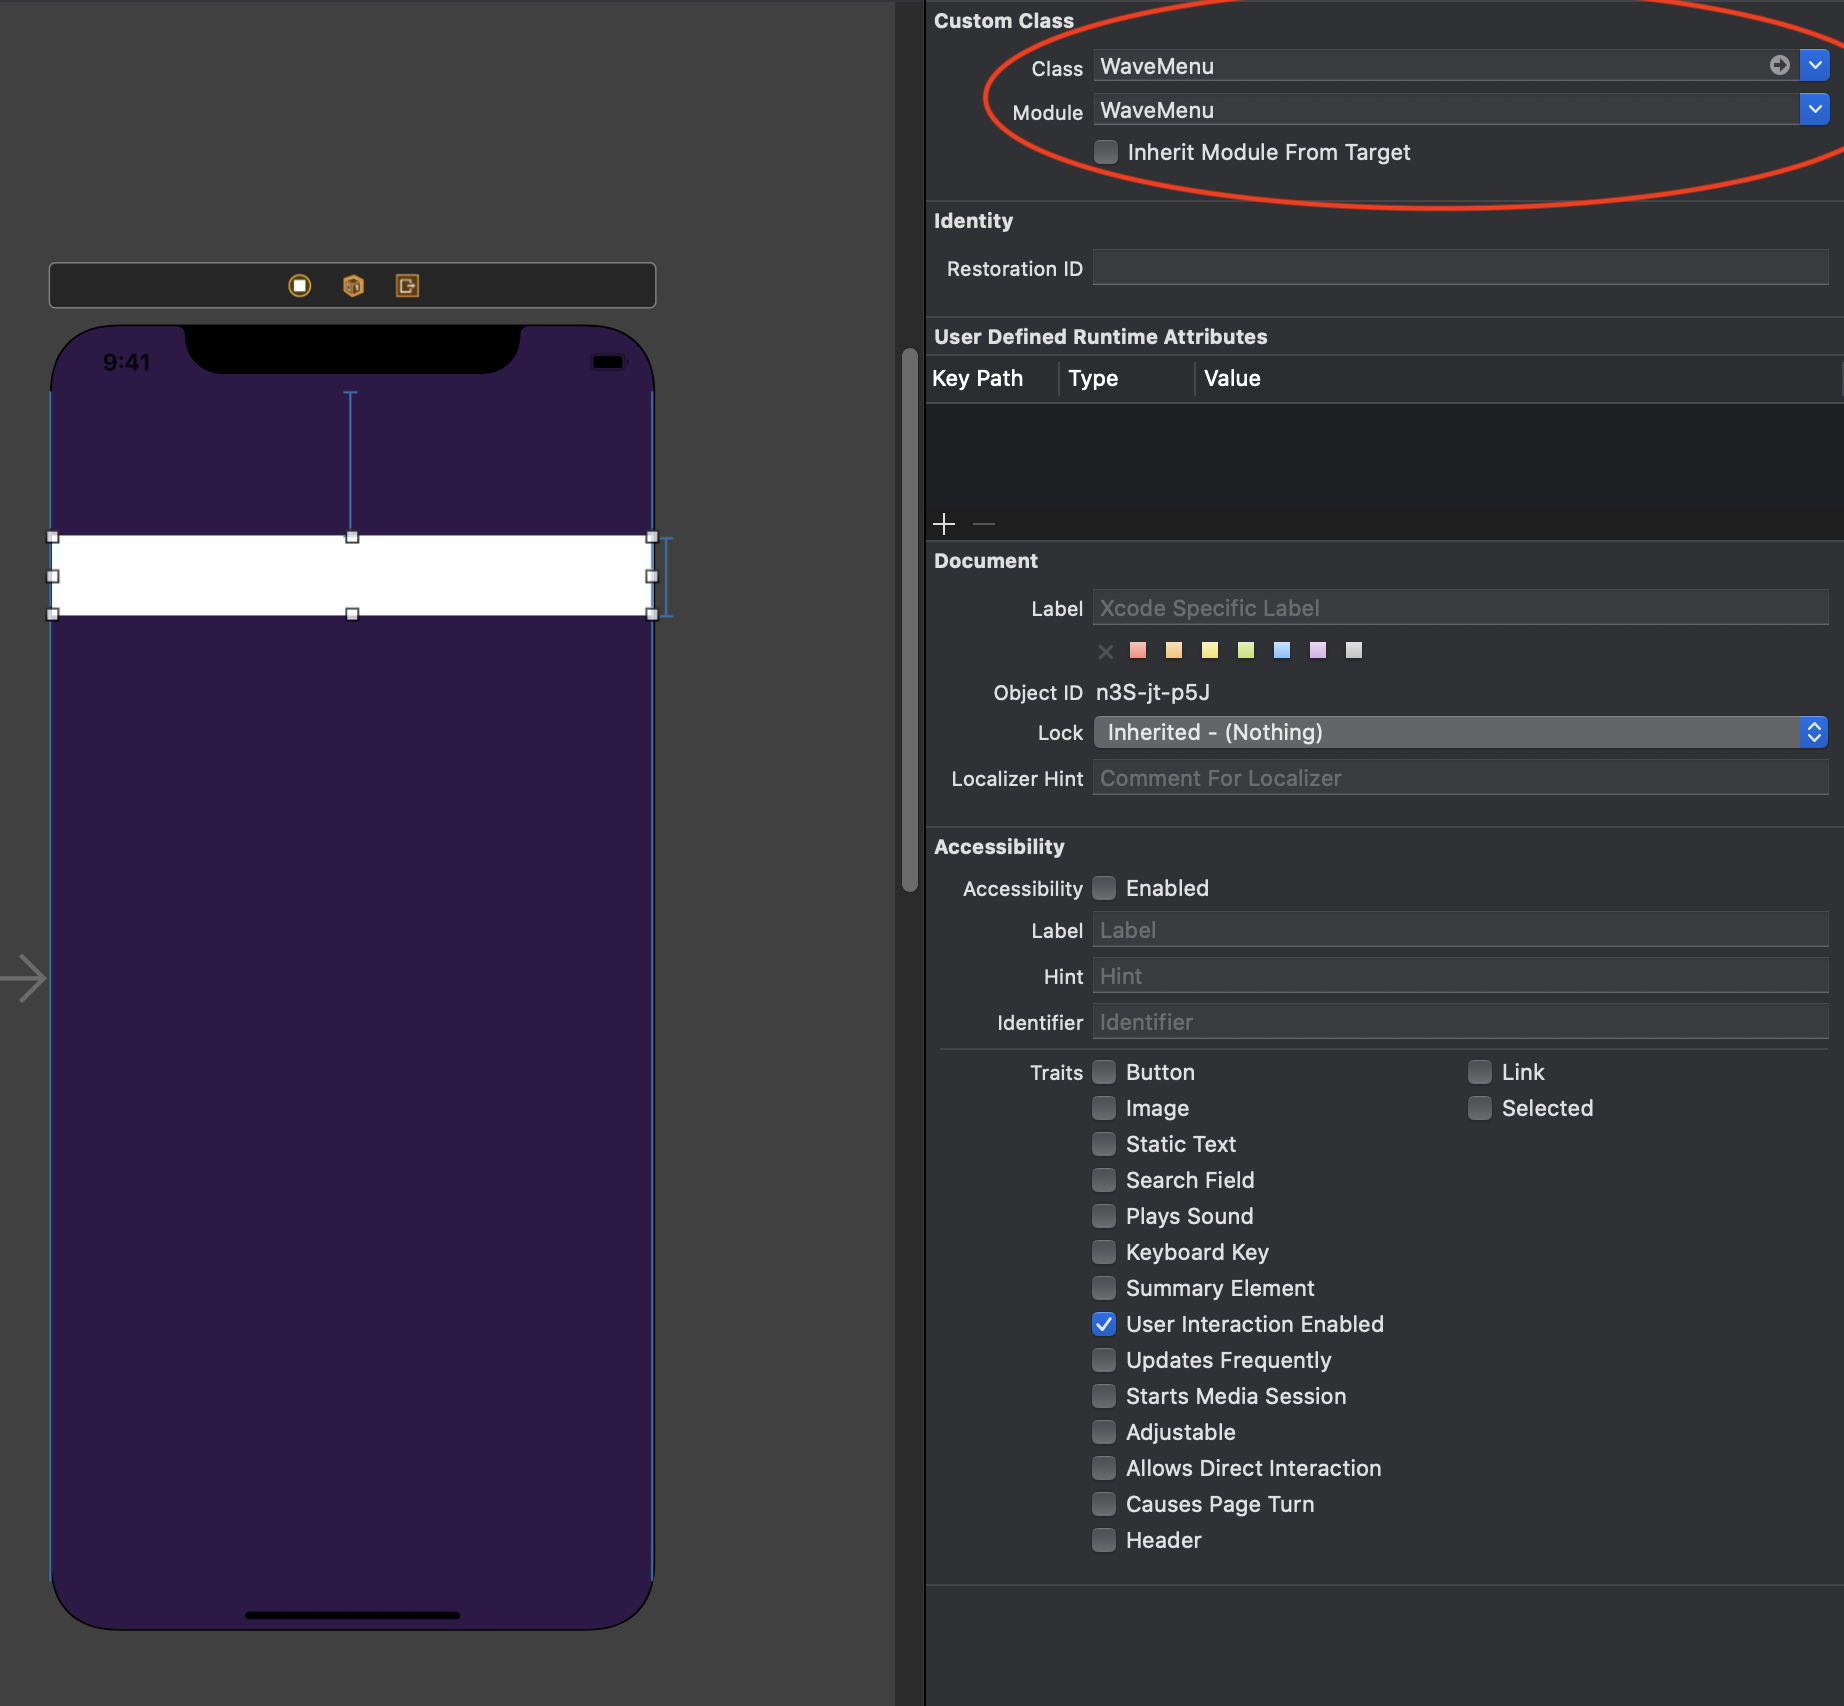 9:41
Custom Class
Class WaveMenu
Module WaveMenu
Inherit Module From Target
Identity
Restoration ID
User Defined Runtime Attributes
Key Path Type Value
Document
Label Xcode Specific Label
Object ID n3S-jt-p5J
Lock Inherited - (Nothing)
Localizer Hint Comment For Localizer
Accessibility
Accessibility Enabled
Label Label
Hint Hint
Identifier Identifier
Traits Button Link
Image Selected
Static Text
Search Field
Plays Sound
Keyboard Key
Summary Element
User Interaction Enabled
Updates Frequently
Starts Media Session
Adjustable
Allows Direct Interaction
Causes Page Turn
Header